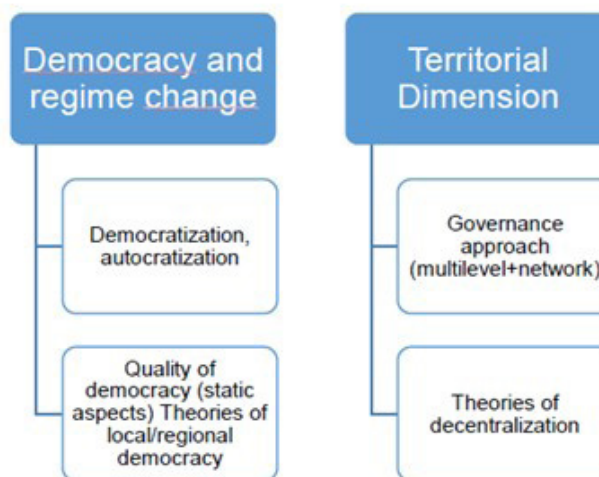 Democracy and
regime change
Democratization,
autocratization
Quality of
democracy (static
aspects) Theories of
local/regional
democracy
Territorial
Dimension
Governance
approach
(multilevel+network)
Theories of
decentralization